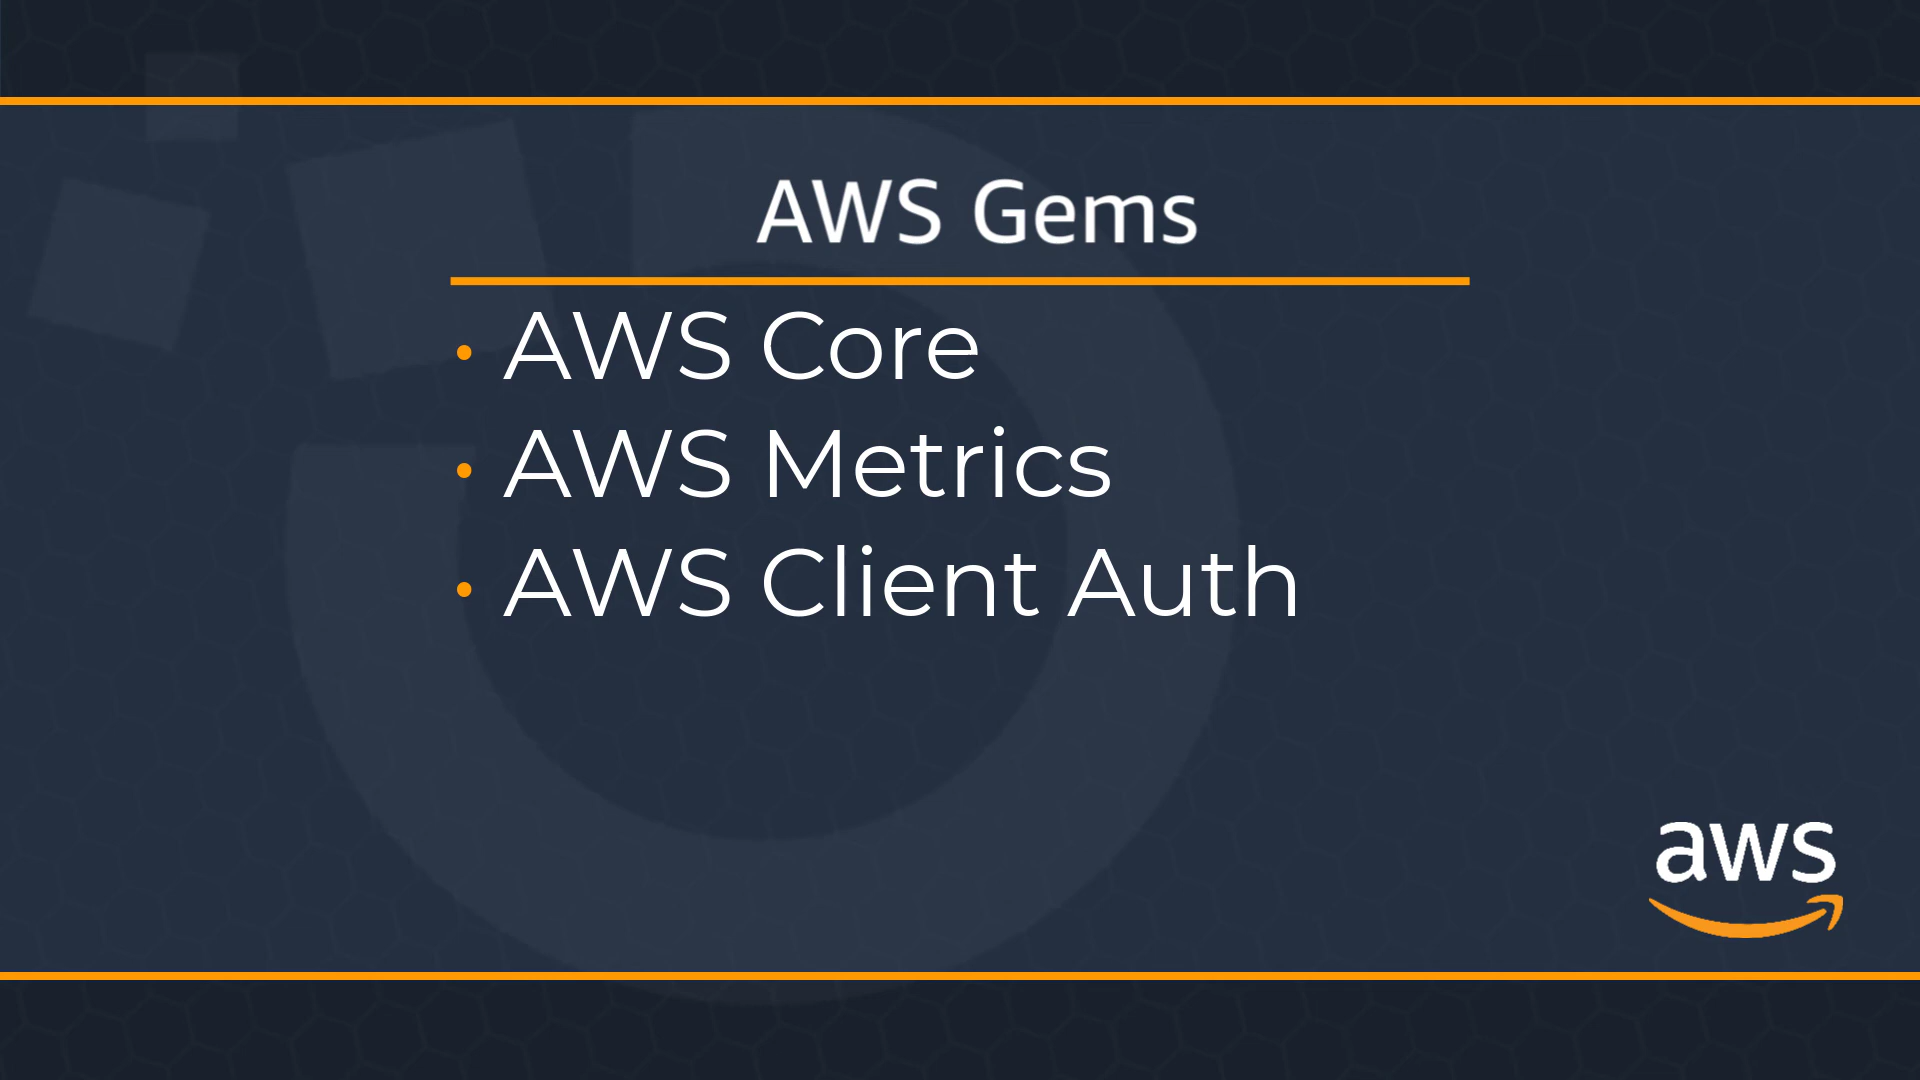 AWS Gems
• AWS Core
• AWS Metrics
• AWS Client Auth
aws